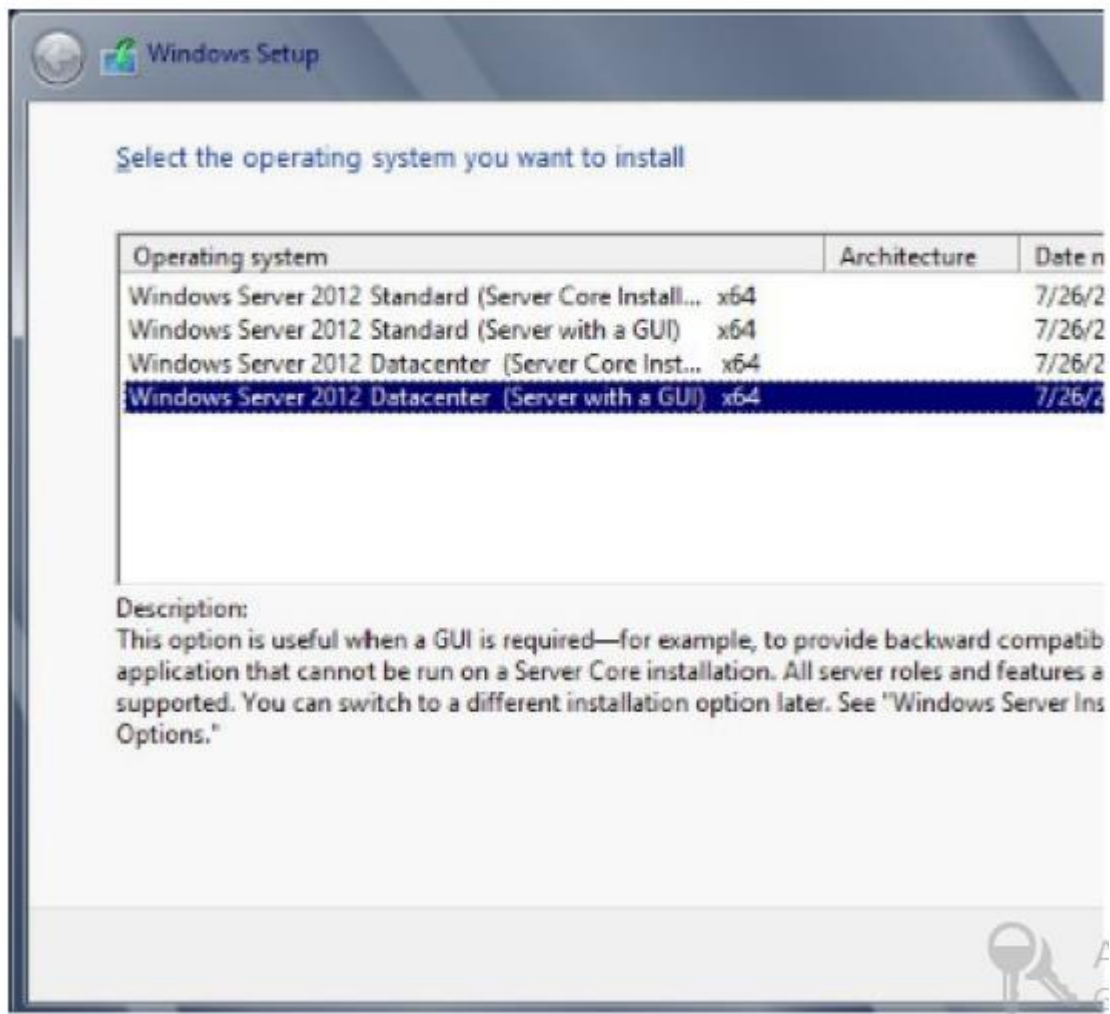 Windows Setup
Select the operating system you want to install
Operating system Architecture Date n
Windows Server 2012 Standard (Server Core Install... x64 7/26/2
Windows Server 2012 Standard (Server with a GUI) x64 7/26/2
Windows Server 2012 Datacenter (Server Core Inst... x64 7/26/2
Windows Server 2012 Datacenter (Server with a GUI) x64 7/26/2
Description:
This option is useful when a GUI is required—for example, to provide backward compatib
application that cannot be run on a Server Core installation. All server roles and features a
supported. You can switch to a different installation option later. See "Windows Server Ins
Options."